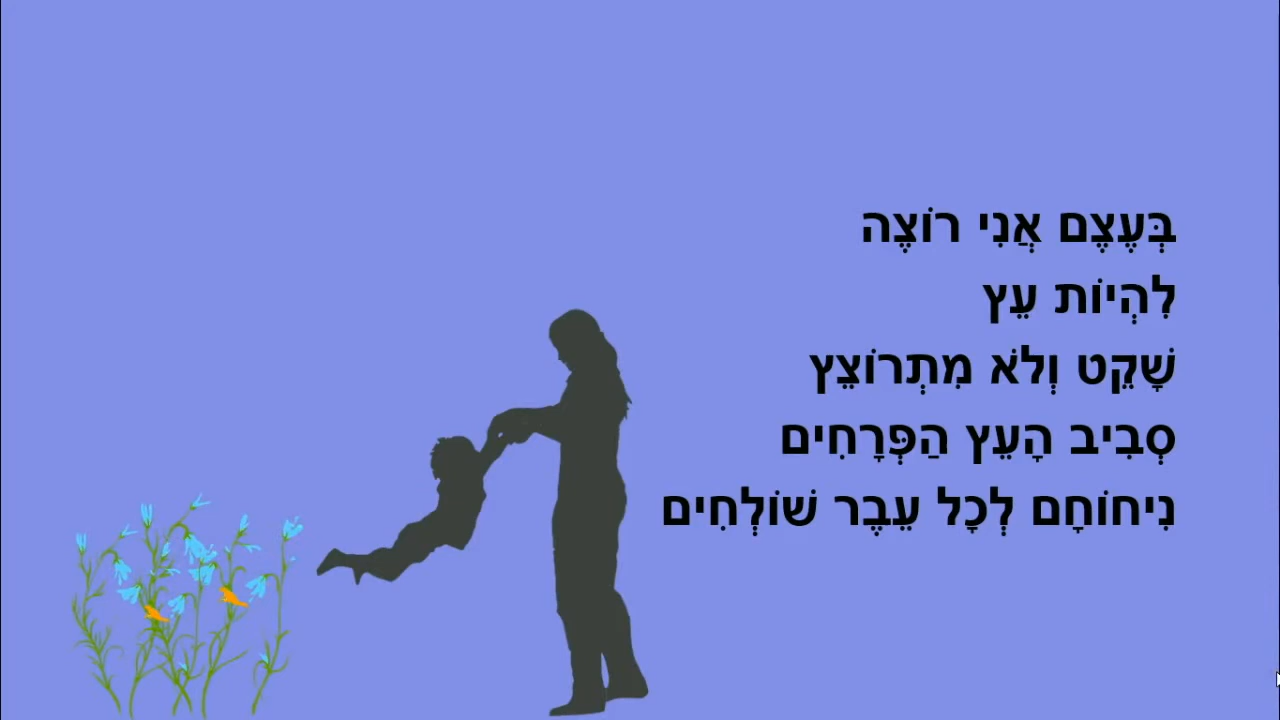 בְּעֶצֶם אֲנִי רוֹצֶה
לִהְיוֹת עֵץ
שָׁקֵט וְלֹא מִתְרוֹצֵץ
סְבִיב הָעֵץ הַפְּרָחִים
נִיחוֹחָם לְכָל עֵבֶר שׁוֹלְחִים